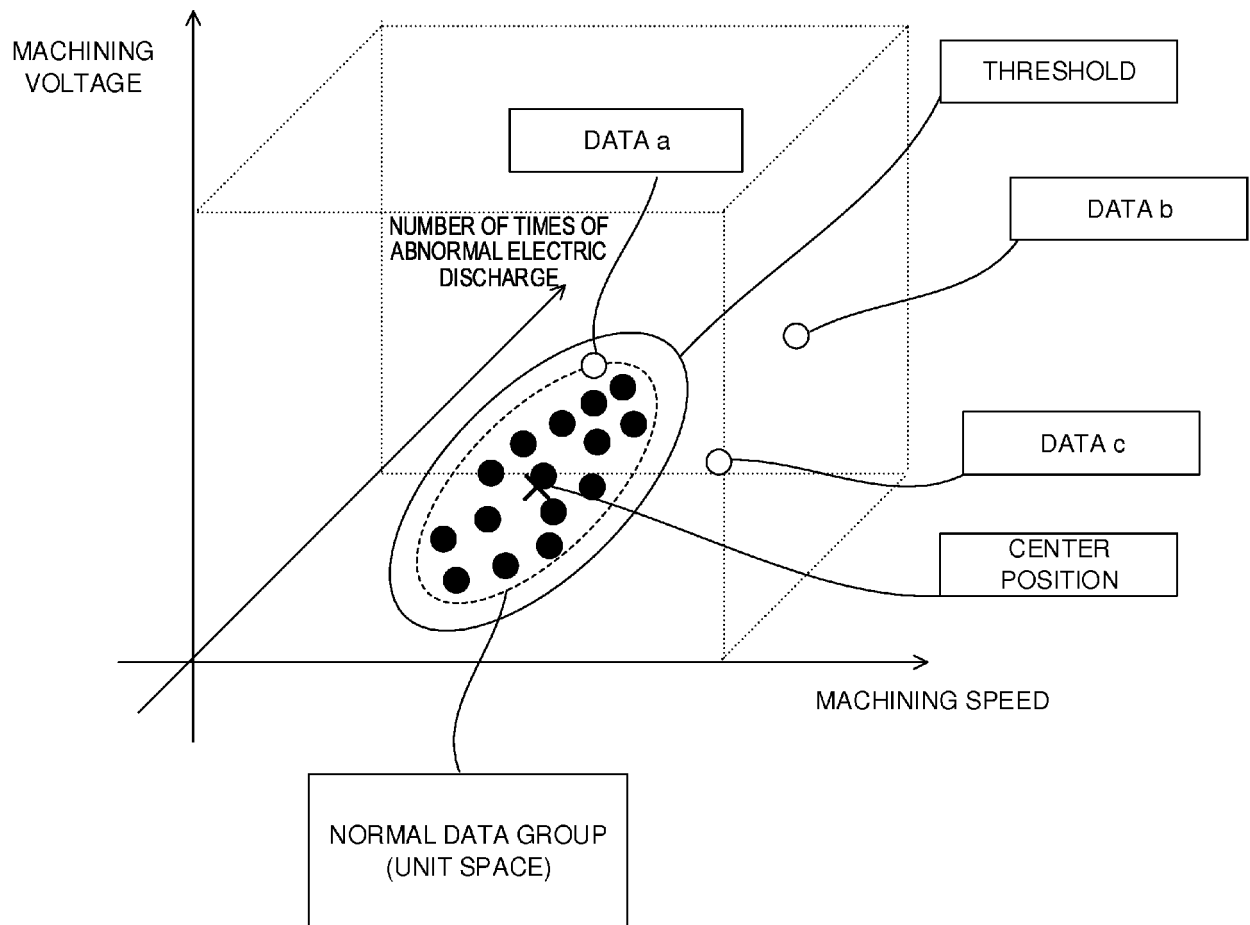 MACHINING
VOLTAGE
THRESHOLD
DATA a
DATA b
NUMBER OF TIMES OF
ABNORMAL ELECTRIC
DISCHARGE
DATA c
CENTER
POSITION
MACHINING SPEED
NORMAL DATA GROUP
(UNIT SPACE)